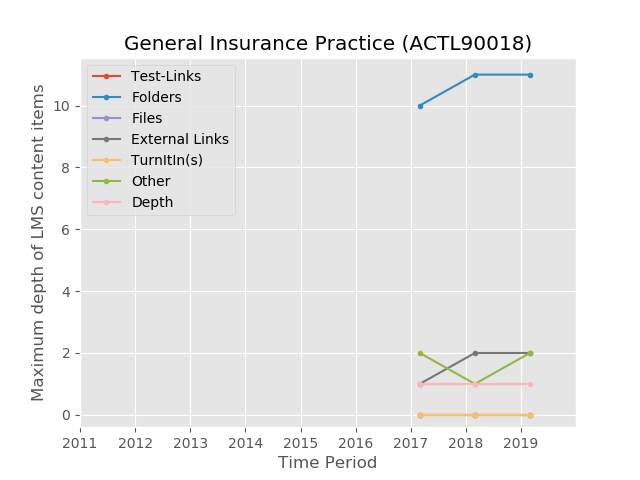 General Insurance Practice (ACTL90018)
Test-Links
Folders
Files
External Links
TurnItIn(s)
Other
Depth
Maximum depth of LMS content items
10
8
6
4
2
0
2011 2012 2013 2014 2015 2016 2017 2018 2019
Time Period